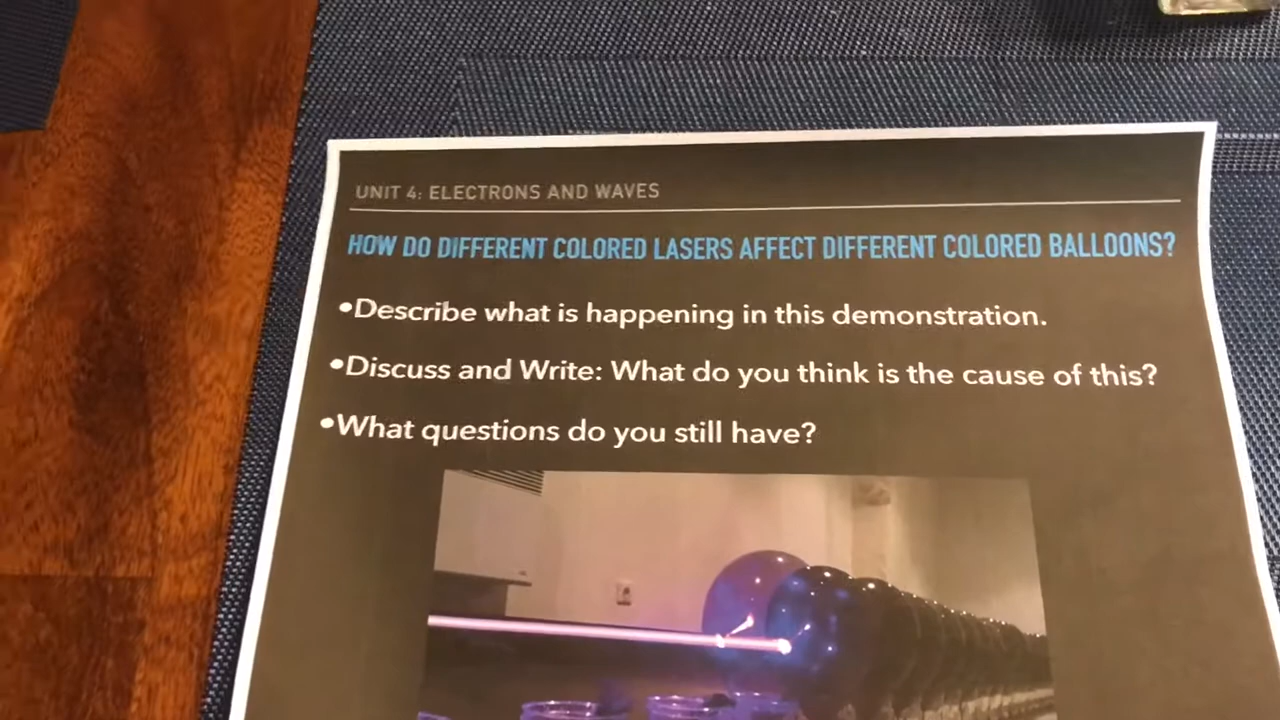 UNIT 4: ELECTRONS AND WAVES
HOW DO DIFFERENT COLORED LASERS AFFECT DIFFERENT COLORED BALLOONS?
•Describe what is happening in this demonstration.
•Discuss and Write: What do you think is the cause of this?
•What questions do you still have?